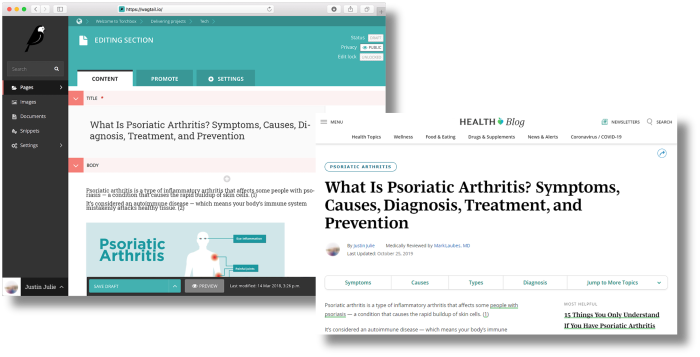 https://wagtail.io/
Welcome to Torchbox
Delivering projects
Tech
EDITING SECTION
Status DRAFT
Privacy PUBLIC
Edit lock UNLOCKED
Search
Pages
Images
Documents
Snippets
Settings
CONTENT
PROMOTE
SETTINGS
TITLE *
What Is Psoriatic Arthritis? Symptoms, Causes, Di-
agnosis, Treatment, and Prevention
BODY
Psoriatic arthritis is a type of inflammatory arthritis that affects some people with pso-
riasis — a condition that causes the rapid buildup of skin cells. (1)
It's considered an autoimmune disease — which means your body's immune system
mistakenly attacks healthy tissue. (2)
Psoriatic
Arthritis
Justin Julie
SAVE DRAFT
PREVIEW
Last modified: 14 Mar 2018, 3:26 p.m.
MENU
HEALTH Blog
NEWSLETTERS
SEARCH
Health Topics
Wellness
Food & Eating
Drugs & Supplements
News & Alerts
Coronavirus / COVID-19
PSORIATIC ARTHRITIS
What Is Psoriatic Arthritis? Symptoms,
Causes, Diagnosis, Treatment, and
Prevention
By Justin Julie
Medically Reviewed by MarkLaubes, MD
Last Updated: October 25, 2019
Symptoms
Causes
Types
Diagnosis
Jump to More Topics
Psoriatic arthritis is a type of inflammatory arthritis that affects some people with
psoriasis — a condition that causes the rapid buildup of skin cells. (1)
It's considered an autoimmune disease — which means your body's immune
MOST HELPFUL
15 Things You Only Understand
If You Have Psoriatic Arthritis